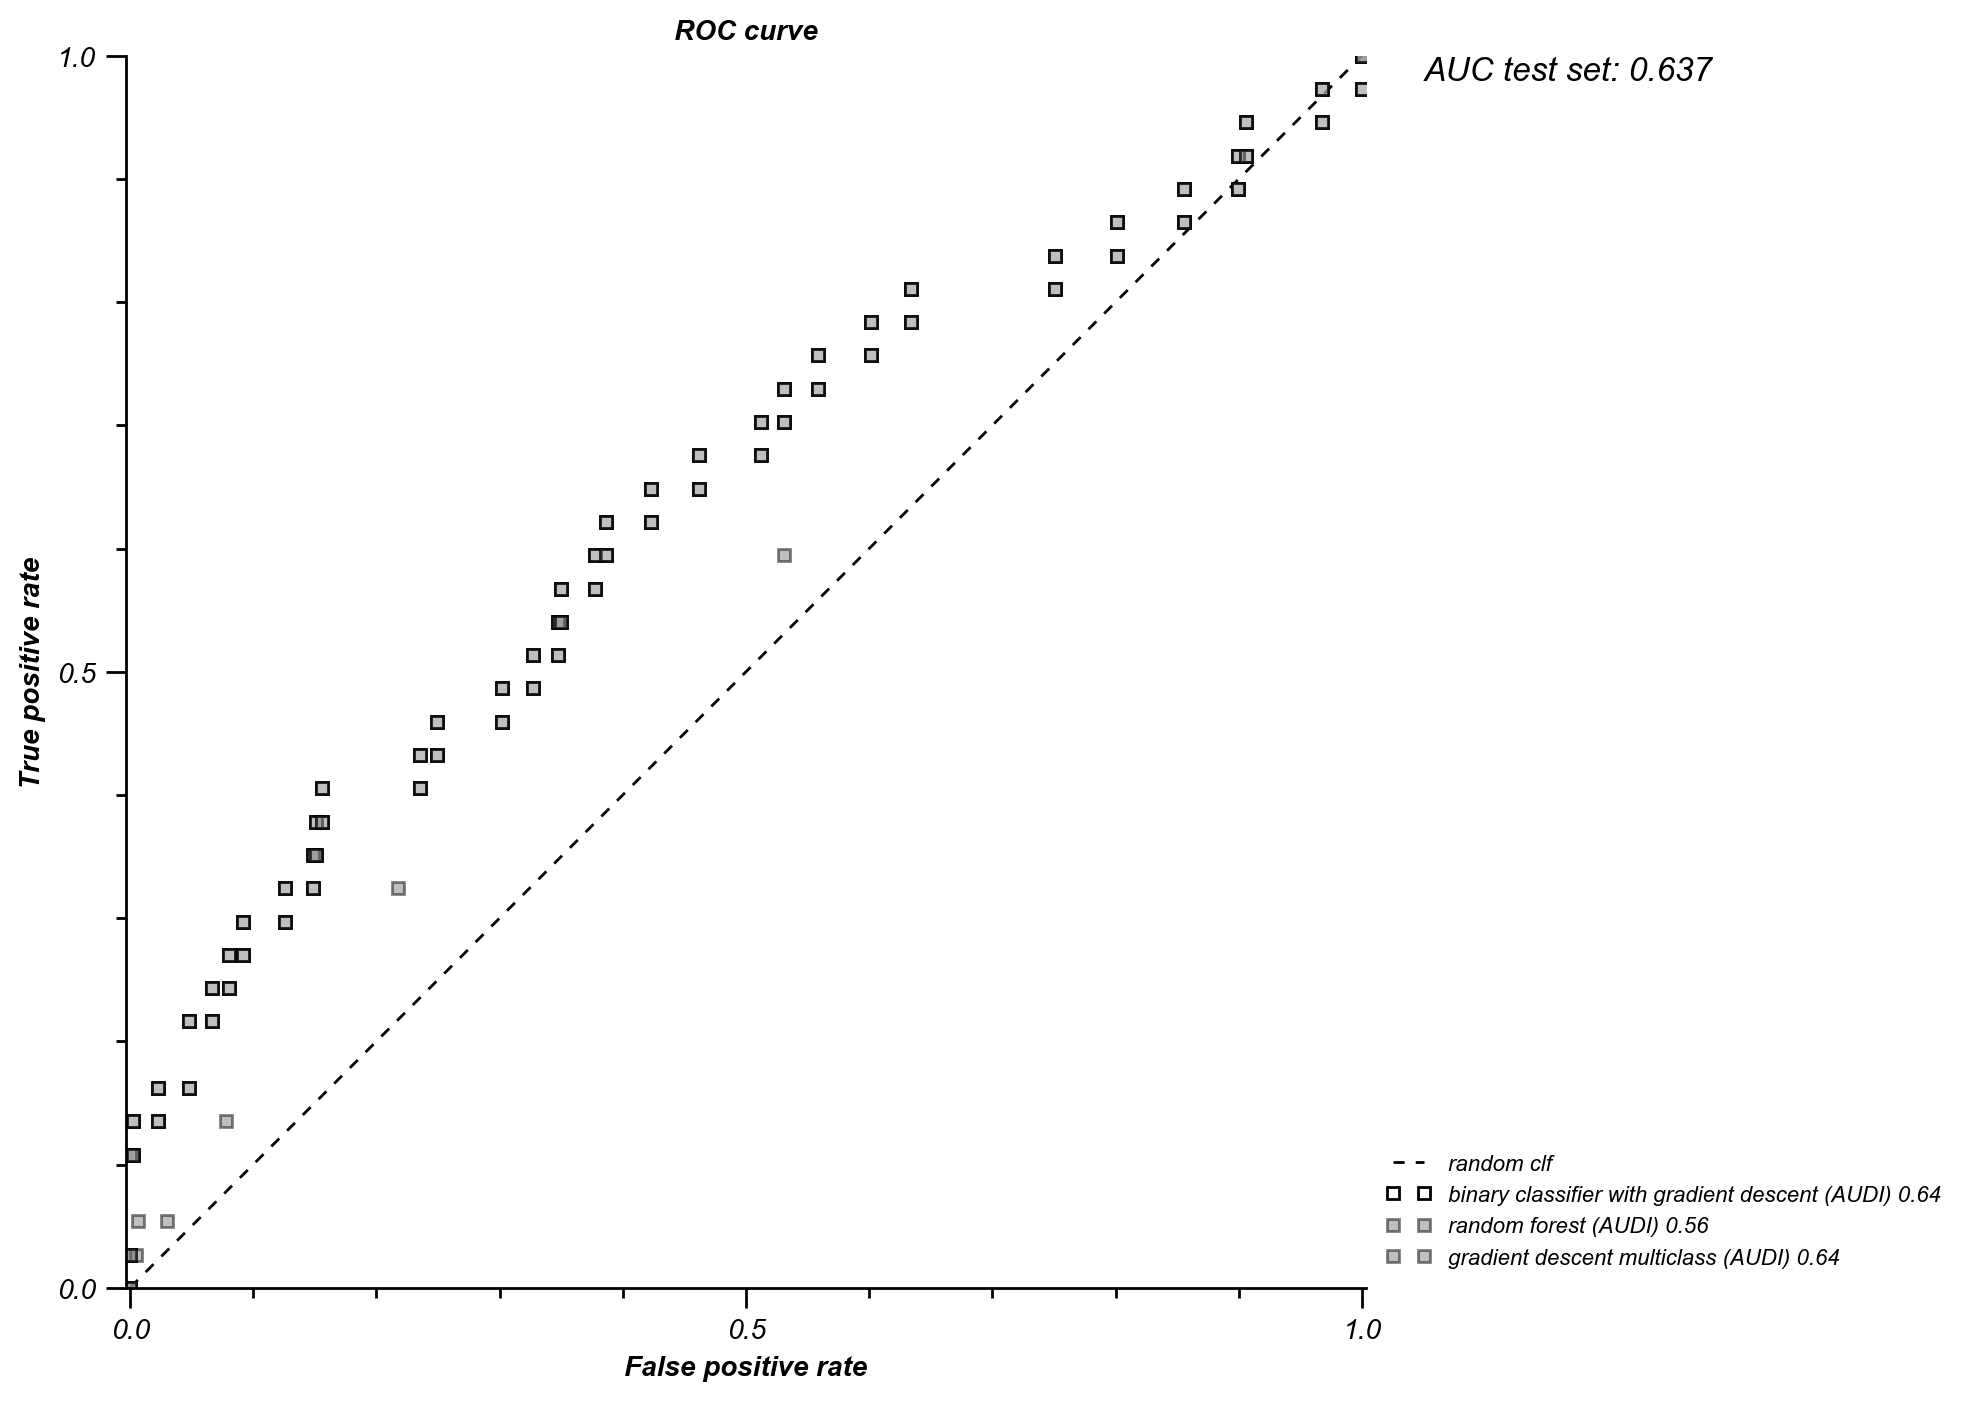 ROC curve
AUC test set: 0.637
1.0
0.5
0.0
True positive rate
0.0
0.5
1.0
False positive rate
random clf
binary classifier with gradient descent (AUDI) 0.64
random forest (AUDI) 0.56
gradient descent multiclass (AUDI) 0.64